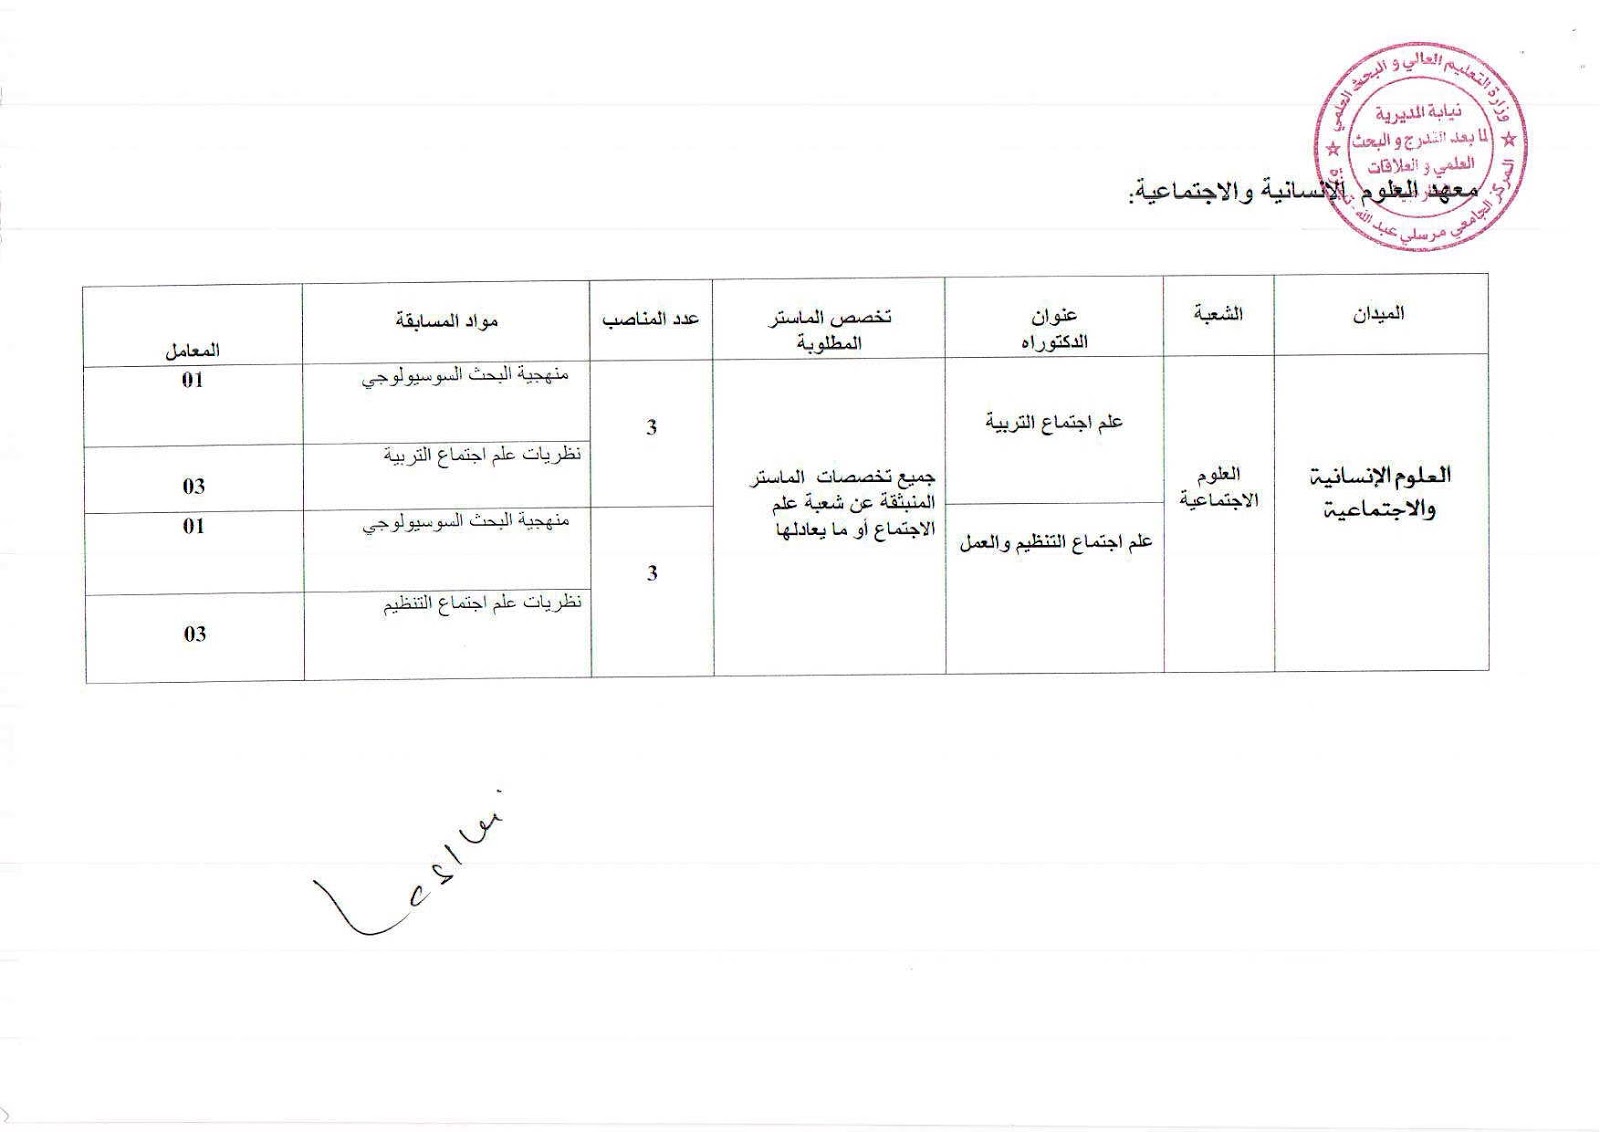 وزارة التعليم العالي و البحث العلمي
نيابة المديرية
لما بعد التدرج و البحث
العلمي و العلاقات
المركز الجامعي مرسلي عبد الله -
معهد العلوم الإنسانية والاجتماعية:
الميدان
الشعبة
عنوان
الدكتوراه
تخصص الماستر
المطلوبة
عدد المناصب
مواد المسابقة
المعامل
العلوم الإنسانية
والاجتماعية
العلوم
الاجتماعية
علم اجتماع التربية
جميع تخصصات الماستر
المنبثقة عن شعبة علم
الاجتماع أو ما يعادلها
3
منهجية البحث السوسيولوجي
01
نظريات علم اجتماع التربية
03
علم اجتماع التنظيم والعمل
3
منهجية البحث السوسيولوجي
01
نظريات علم اجتماع التنظيم
03